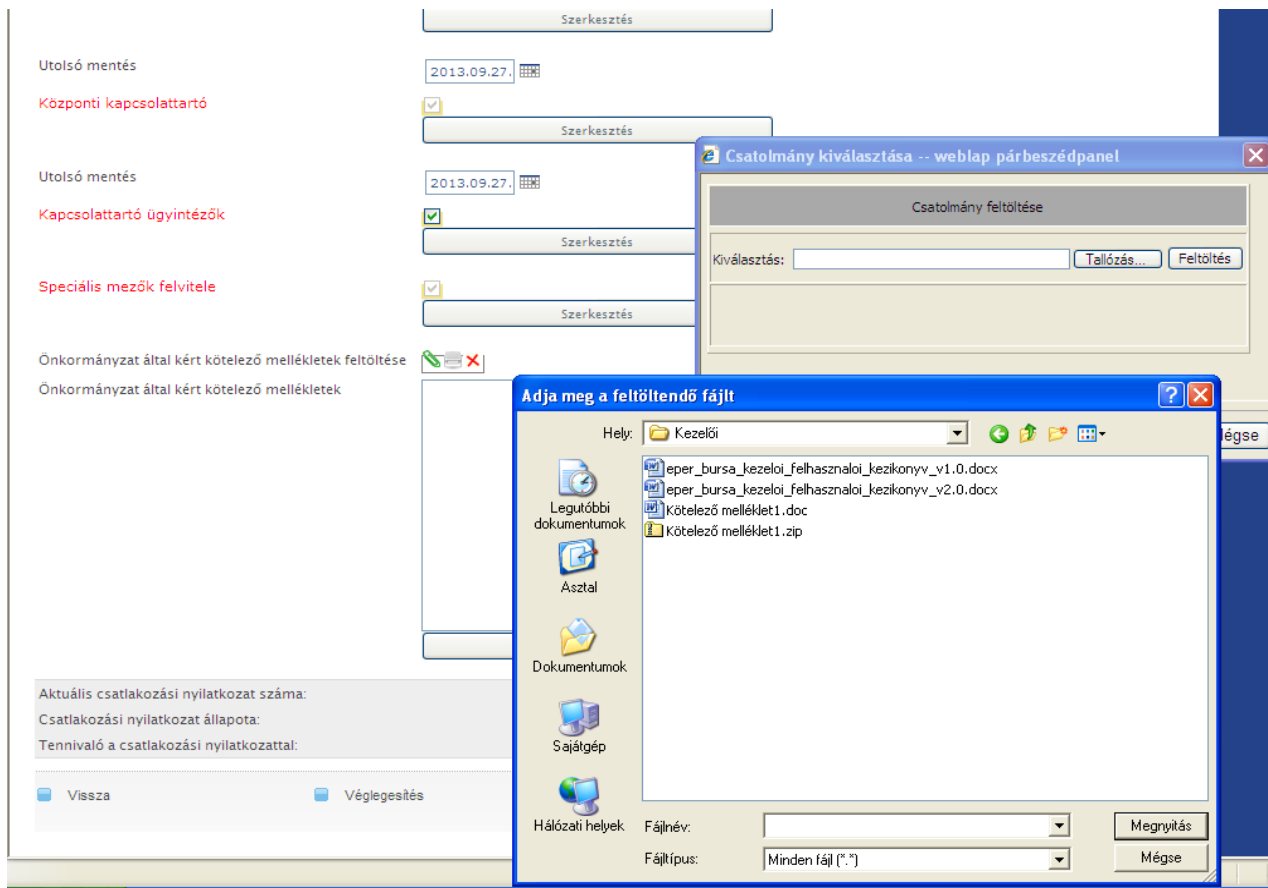 Szerkesztés
Utolsó mentés
2013.09.27.
Központi kapcsolattartó
Szerkesztés
Utolsó mentés
2013.09.27.
Kapcsolattartó ügyintézők
Szerkesztés
Speciális mezők felvitele
Szerkesztés
Önkormányzat által kért kötelező mellékletek feltöltése
Önkormányzat által kért kötelező mellékletek
Aktuális csatlakozási nyilatkozat száma:
Csatlakozási nyilatkozat állapota:
Tennivaló a csatlakozási nyilatkozattal:
Vissza
Véglegesítés
Csatolmány kiválasztása -- weblap párbeszédpanel
Csatolmány feltöltése
Kiválasztás:
Tallózás...
Feltöltés
légse
Adja meg a feltöltendő fájlt
Hely:
Kezelői
Legutóbbi
dokumentumok
Asztal
Dokumentumok
Sajátgép
Hálózati helyek
eper_bursa_kezeloi_felhasznaloi_kezikonyv_v1.0.docx
eper_bursa_kezeloi_felhasznaloi_kezikonyv_v2.0.docx
Kötelező melléklet1.doc
Kötelező melléklet1.zip
Fájlnév:
Megnyitás
Fájltípus:
Minden fájl (*.*)
Mégse